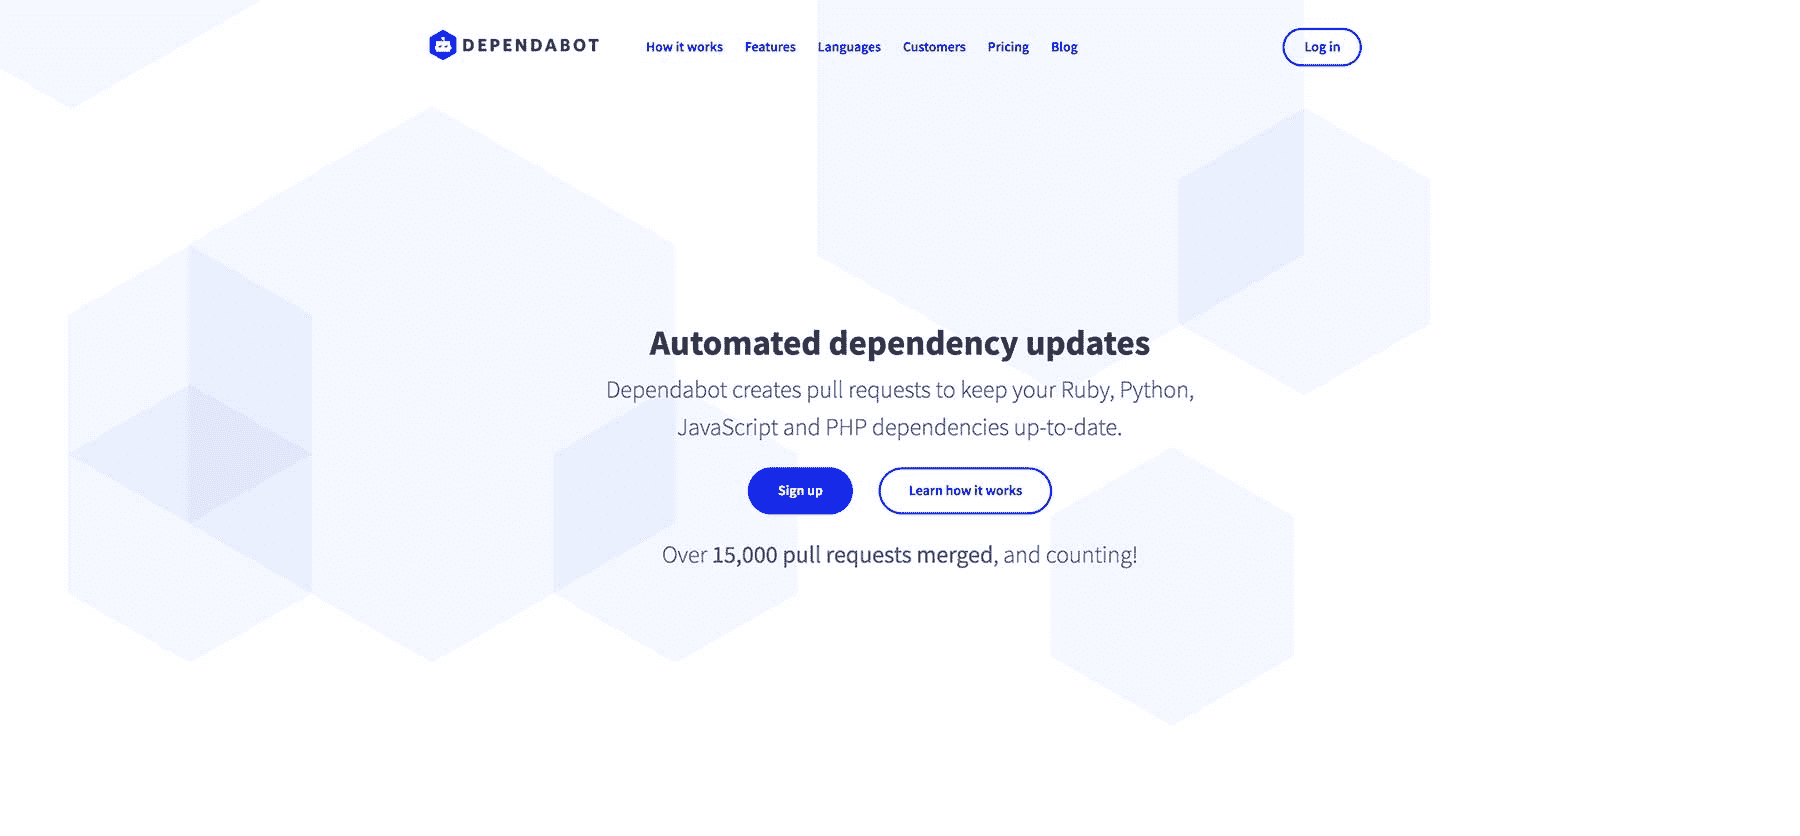 DEPENDABOT How it works Features Languages Customers Pricing Blog Log in
Automated dependency updates
Dependabot creates pull requests to keep your Ruby, Python,
JavaScript and PHP dependencies up-to-date.
Sign up Learn how it works
Over 15,000 pull requests merged, and counting!